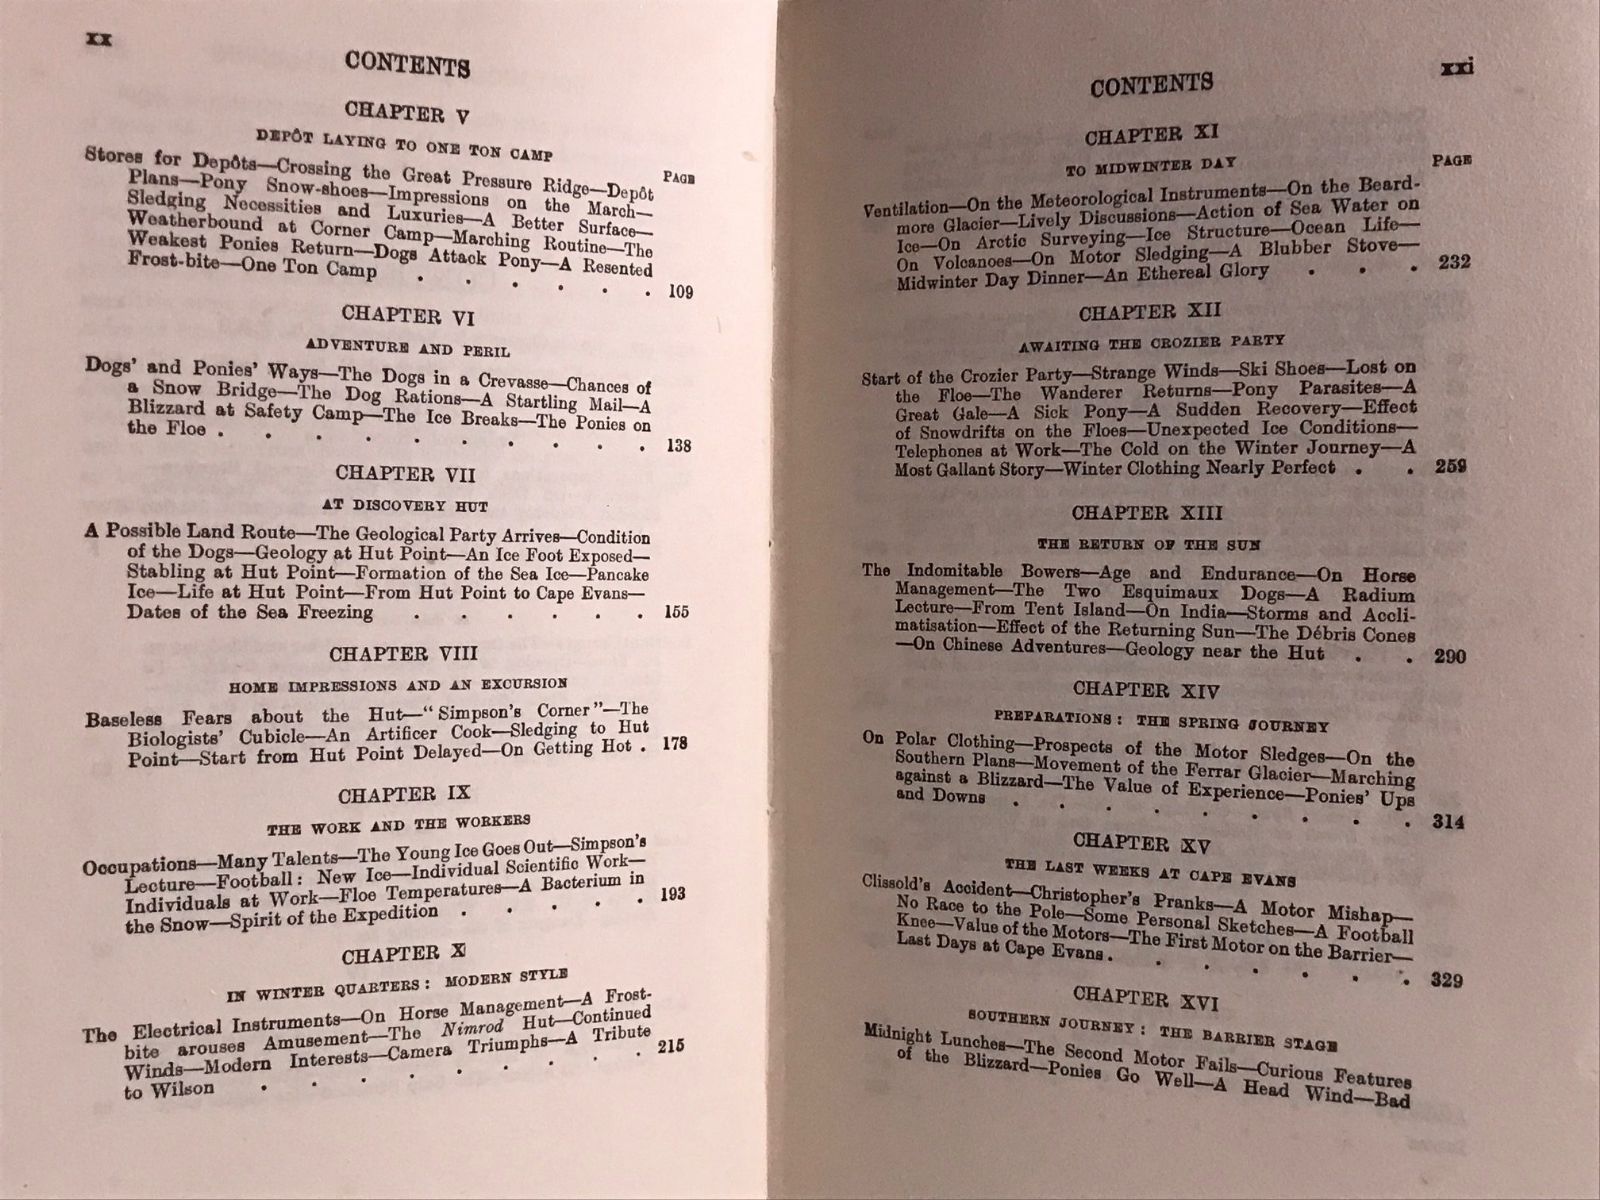 xx
CONTENTS
CHAPTER V
DEPÔT LAYING TO ONE TON CAMP
PAGE
Stores for Depôts—Crossing the Great Pressure Ridge—Depôt
Plans—Pony Snow-shoes—Impressions on the March—
Sledging Necessities and Luxuries—A Better Surface—
Weatherbound at Corner Camp—Marching Routine—The
Weakest Ponies Return—Dogs Attack Pony—A Resented
Frost-bite—One Ton Camp . . . . . . 109
CHAPTER VI
ADVENTURE AND PERIL
Dogs' and Ponies' Ways—The Dogs in a Crevasse—Chances of
a Snow Bridge—The Dog Rations—A Startling Mail—A
Blizzard at Safety Camp—The Ice Breaks—The Ponies on
the Floe . . . . . . . . . . 138
CHAPTER VII
AT DISCOVERY HUT
A Possible Land Route—The Geological Party Arrives—Condition
of the Dogs—Geology at Hut Point—An Ice Foot Exposed—
Stabling at Hut Point—Formation of the Sea Ice—Pancake
Ice—Life at Hut Point—From Hut Point to Cape Evans—
Dates of the Sea Freezing . . . . . . 155
CHAPTER VIII
HOME IMPRESSIONS AND AN EXCURSION
Baseless Fears about the Hut—“Simpson's Corner”—The
Biologists' Cubicle—An Artificer Cook—Sledging to Hut
Point—Start from Hut Point Delayed—On Getting Hot . 178
CHAPTER IX
THE WORK AND THE WORKERS
Occupations—Many Talents—The Young Ice Goes Out—Simpson's
Lecture—Football: New Ice—Individual Scientific Work—
Individuals at Work—Floe Temperatures—A Bacterium in
the Snow—Spirit of the Expedition . . . . . 193
CHAPTER X
IN WINTER QUARTERS: MODERN STYLE
The Electrical Instruments—On Horse Management—A Frost-
bite arouses Amusement—The Nimrod Hut—Continued
Winds—Modern Interests—Camera Triumphs—A Tribute
to Wilson . . . . . . . . . 215
xxi
CONTENTS
CHAPTER XI
TO MIDWINTER DAY
PAGE
Ventilation—On the Meteorological Instruments—On the Beard-
more Glacier—Lively Discussions—Action of Sea Water on
Ice—On Arctic Surveying—Ice Structure—Ocean Life—
On Volcanoes—On Motor Sledging—A Blubber Stove—
Midwinter Day Dinner—An Ethereal Glory . . . 232
CHAPTER XII
AWAITING THE CROZIER PARTY
Start of the Crozier Party—Strange Winds—Ski Shoes—Lost on
the Floe—The Wanderer Returns—Pony Parasites—A
Great Gale—A Sick Pony—A Sudden Recovery—Effect
of Snowdrifts on the Floes—Unexpected Ice Conditions—
Telephones at Work—The Cold on the Winter Journey—A
Most Gallant Story—Winter Clothing Nearly Perfect . . 259
CHAPTER XIII
THE RETURN OF THE SUN
The Indomitable Bowers—Age and Endurance—On Horse
Management—The Two Esquimaux Dogs—A Radium
Lecture—From Tent Island—On India—Storms and Accli-
matisation—Effect of the Returning Sun—The Débris Cones
—On Chinese Adventures—Geology near the Hut . . 290
CHAPTER XIV
PREPARATIONS: THE SPRING JOURNEY
On Polar Clothing—Prospects of the Motor Sledges—On the
Southern Plans—Movement of the Ferrar Glacier—Marching
against a Blizzard—The Value of Experience—Ponies' Ups
and Downs . . . . . . . . . 314
CHAPTER XV
THE LAST WEEKS AT CAPE EVANS
Clissold's Accident—Christopher's Pranks—A Motor Mishap—
No Race to the Pole—Some Personal Sketches—A Football
Knee—Value of the Motors—The First Motor on the Barrier—
Last Days at Cape Evans . . . . . . . 329
CHAPTER XVI
SOUTHERN JOURNEY: THE BARRIER STAGE
Midnight Lunches—The Second Motor Fails—Curious Features
of the Blizzard—Ponies Go Well—A Head Wind—Bad